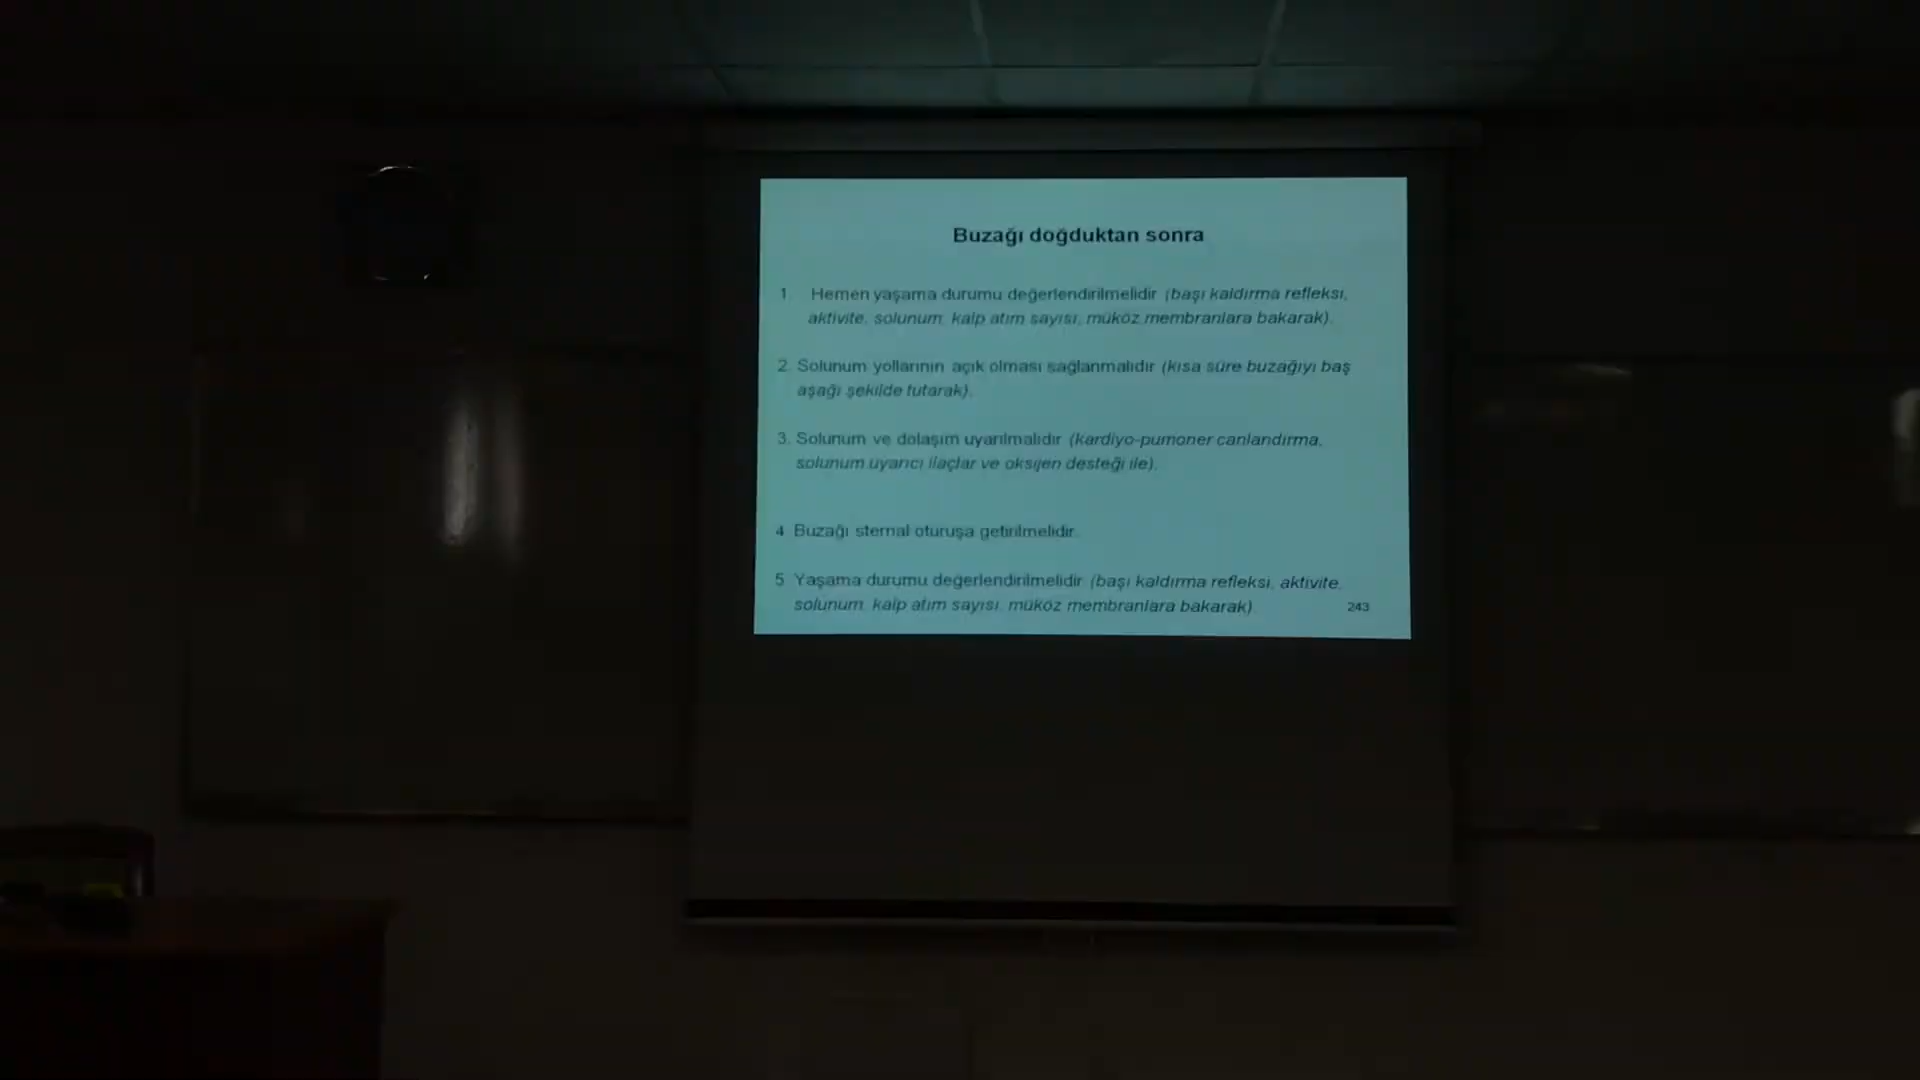 Buzağı doğduktan sonra
1. Hemen yaşama durumu değerlendirilmelidir (başı kaldırma refleksi,
aktivite, solunum, kalp atım sayısı, müköz membranlara bakarak).
2. Solunum yollarının açık olması sağlanmalıdır (kısa süre buzağıyı baş
aşağı şekilde tutarak).
3. Solunum ve dolaşım uyarılmalıdır (kardiyo-pumoner canlandırma,
solunum uyarıcı ilaçlar ve oksijen desteği ile).
4. Buzağı sternal oturuşa getirilmelidir.
5. Yaşama durumu değerlendirilmelidir (başı kaldırma refleksi, aktivite,
solunum, kalp atım sayısı, müköz membranlara bakarak).
243